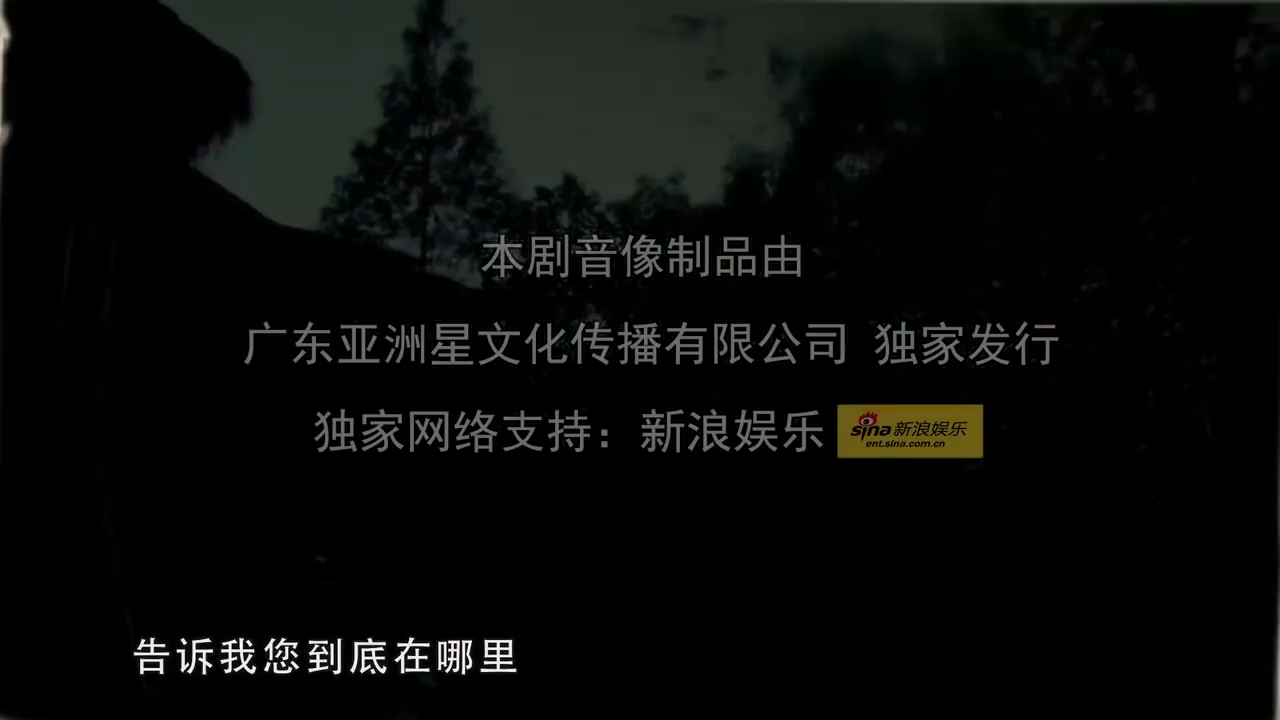 本剧音像制品由
广东亚洲星文化传播有限公司 独家发行
独家网络支持：新浪娱乐 sina新浪娱乐
ent.sina.com.cn
告诉我您到底在哪里